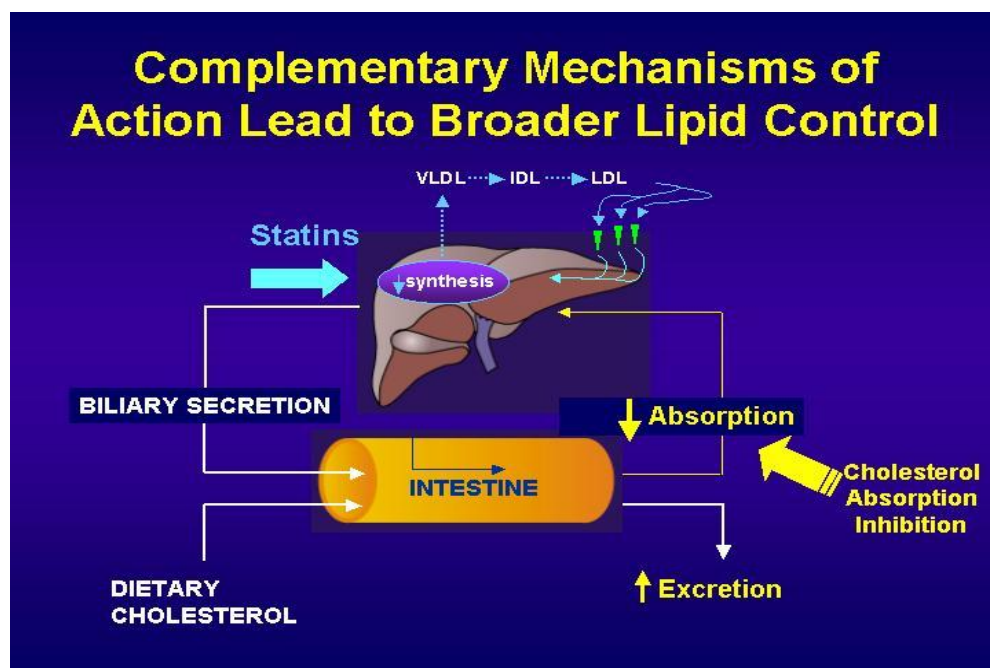 Complementary Mechanisms of
Action Lead to Broader Lipid Control
VLDL IDL LDL
Statins
synthesis
BILIARY SECRETION
Absorption
INTESTINE
Cholesterol
Absorption
Inhibition
DIETARY
CHOLESTEROL
Excretion